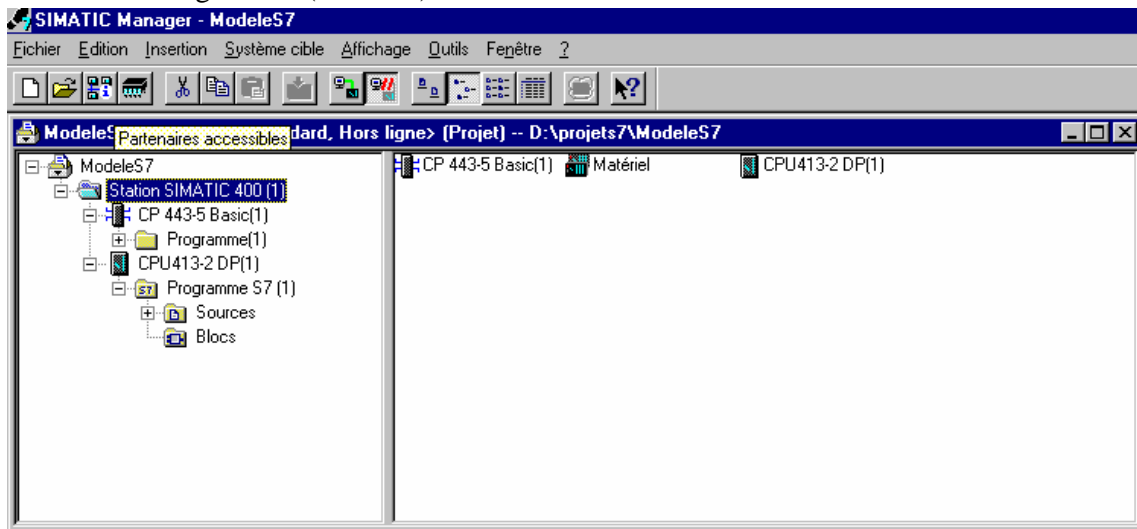 SIMATIC Manager - ModeleS7
Fichier Edition Insertion Système cible Affichage Outils Fenêtre ?
ModeleS dard, Hors ligne> (Projet) -- D:\projets7\ModeleS7
Partenaires accessibles
ModeleS7
Station SIMATIC 400 (1)
CP 443-5 Basic(1)
Programme(1)
CPU413-2 DP(1)
Programme S7 (1)
Sources
Blocs
CP 443-5 Basic(1) Matériel CPU413-2 DP(1)